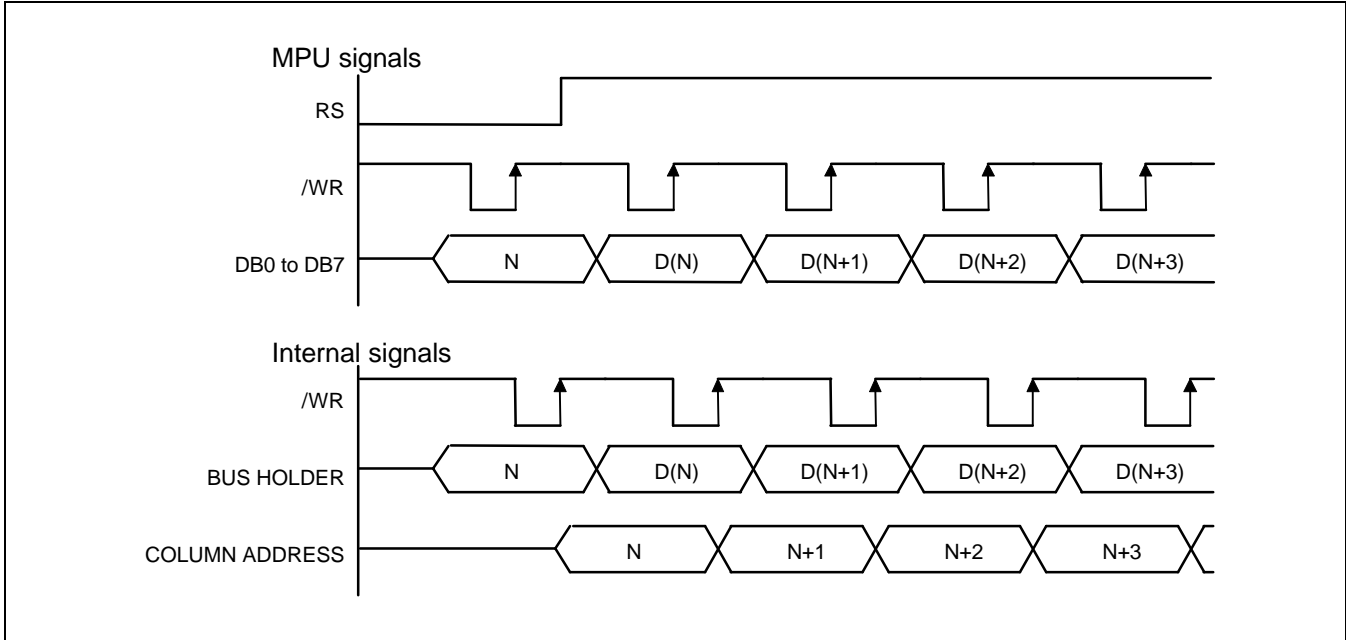 MPU signals
RS
/WR
DB0 to DB7 N D(N) D(N+1) D(N+2) D(N+3)
Internal signals
/WR
BUS HOLDER N D(N) D(N+1) D(N+2) D(N+3)
COLUMN ADDRESS N N+1 N+2 N+3